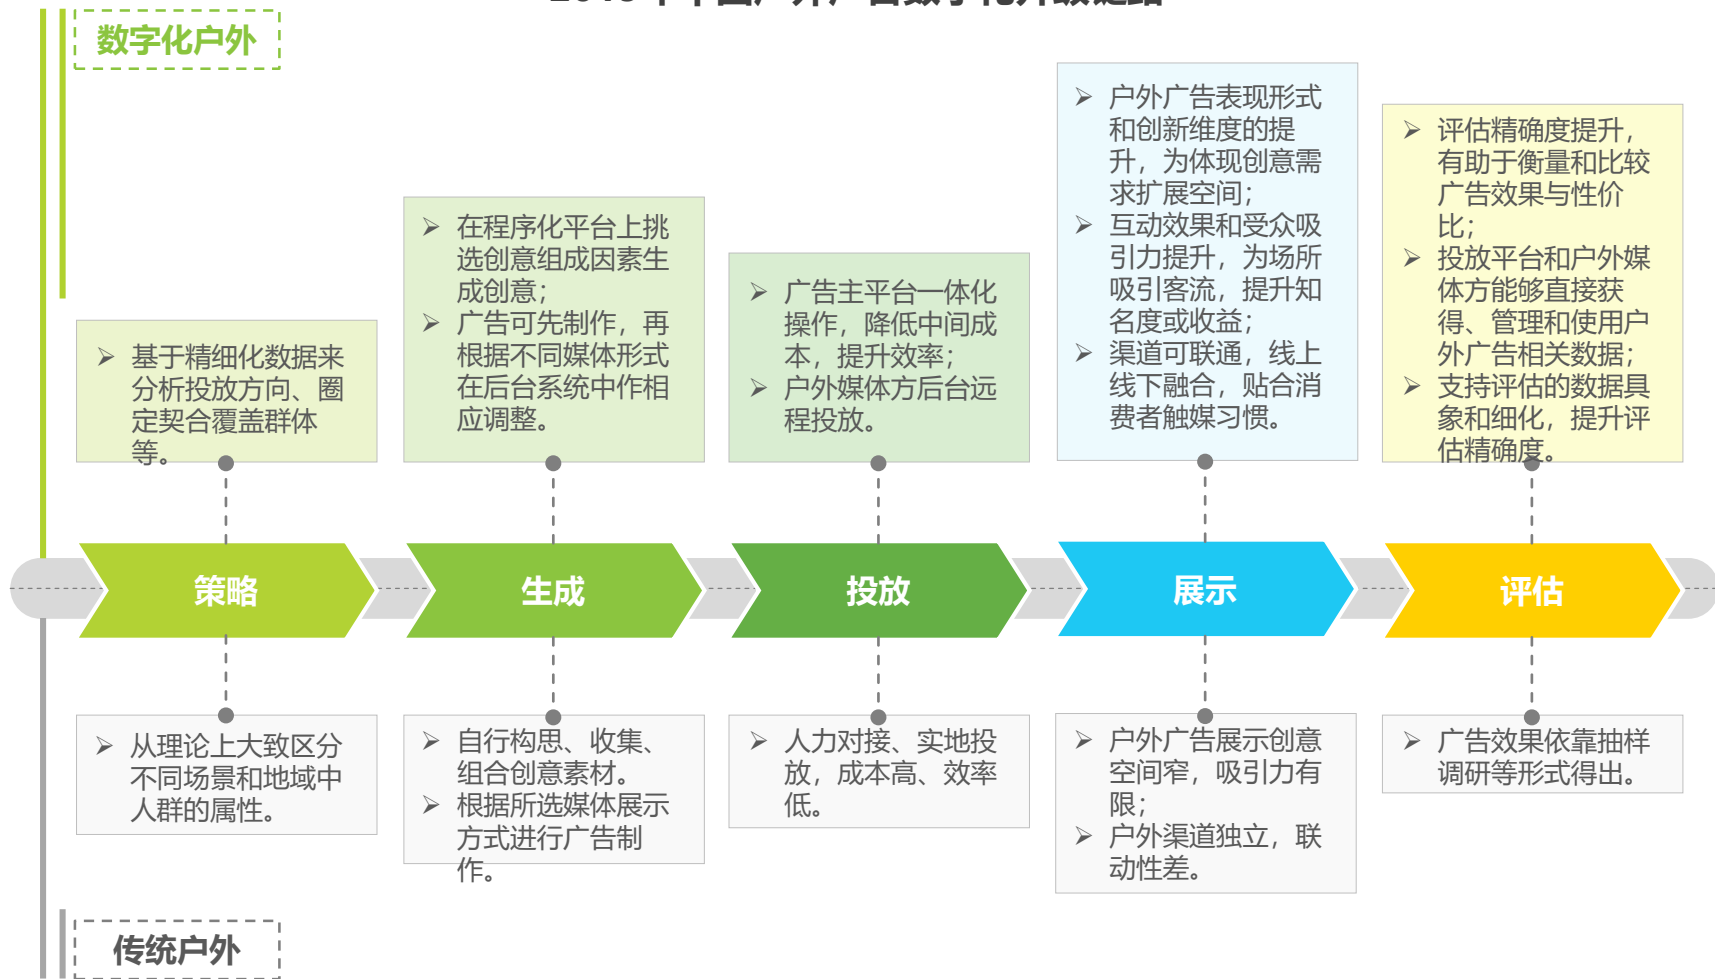 年中国户外广告数字化升级链路
数字化户外
基于精细化数据来
分析投放方向、圈
定契合覆盖群体
等。
在程序化平台上挑
选创意组成因素生
成创意；
广告可先制作，再
根据不同媒体形式
在后台系统中作相
应调整。
广告主平台一体化
操作，降低中间成
本，提升效率；
户外媒体方后台远
程投放。
户外广告表现形式
和创新维度的提
升，为体现创意需
求扩展空间；
互动效果和受众吸
引力提升，为场所
吸引客流，提升知
名度或收益；
渠道可联通，线上
线下融合，贴合消
费者触媒习惯。
评估精确度提升，
有助于衡量和比较
广告效果与性价
比；
投放平台和户外媒
体方能够直接获
得、管理和使用户
外广告相关数据；
支持评估的数据具
象和细化，提升评
估精确度。
策略
生成
投放
展示
评估
从理论上大致区分
不同场景和地域中
人群的属性。
自行构思、收集、
组合创意素材。
根据所选媒体展示
方式进行广告制
作。
人力对接、实地投
放，成本高、效率
低。
户外广告展示创意
空间窄，吸引力有
限；
户外渠道独立，联
动性差。
广告效果依靠抽样
调研等形式得出。
传统户外